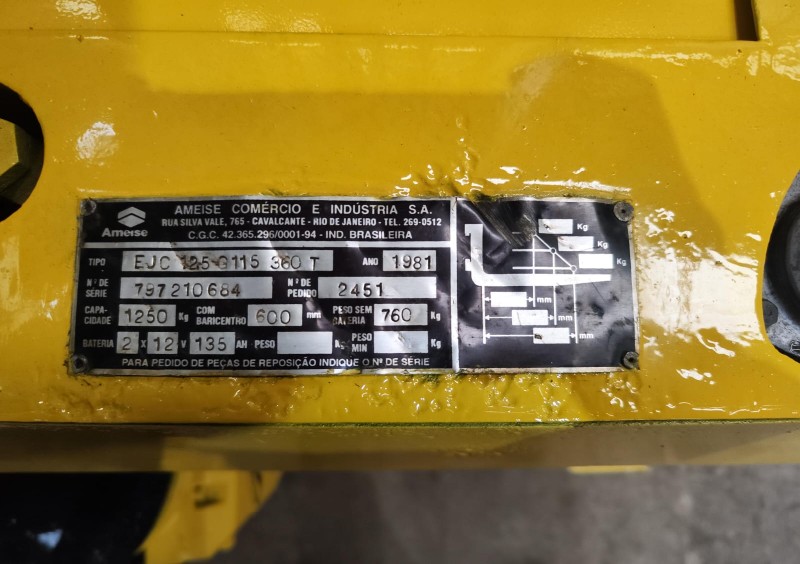 Ameise
AMEISE COMÉRCIO E INDÚSTRIA S.A.
RUA SILVA VALE, 765 - CAVALCANTE - RIO DE JANEIRO - TEL. 269-0512
C.G.C. 42.365.296/0001-94 - IND. BRASILEIRA
TIPO EJC 125-G115 360 T ANO 1981
Nº DE SÉRIE 797210684 Nº DE PEDIDO 2451
CAPA-CIDADE 1250 Kg COM BARICENTRO 600 mm PESO SEM BATERIA 760 Kg
BATERIA 2 X 12 V 135 AH PESO Kg PESO MIN Kg
PARA PEDIDO DE PEÇAS DE REPOSIÇÃO INDIQUE O Nº DE SÉRIE
Kg
Kg
Kg
mm
mm
mm